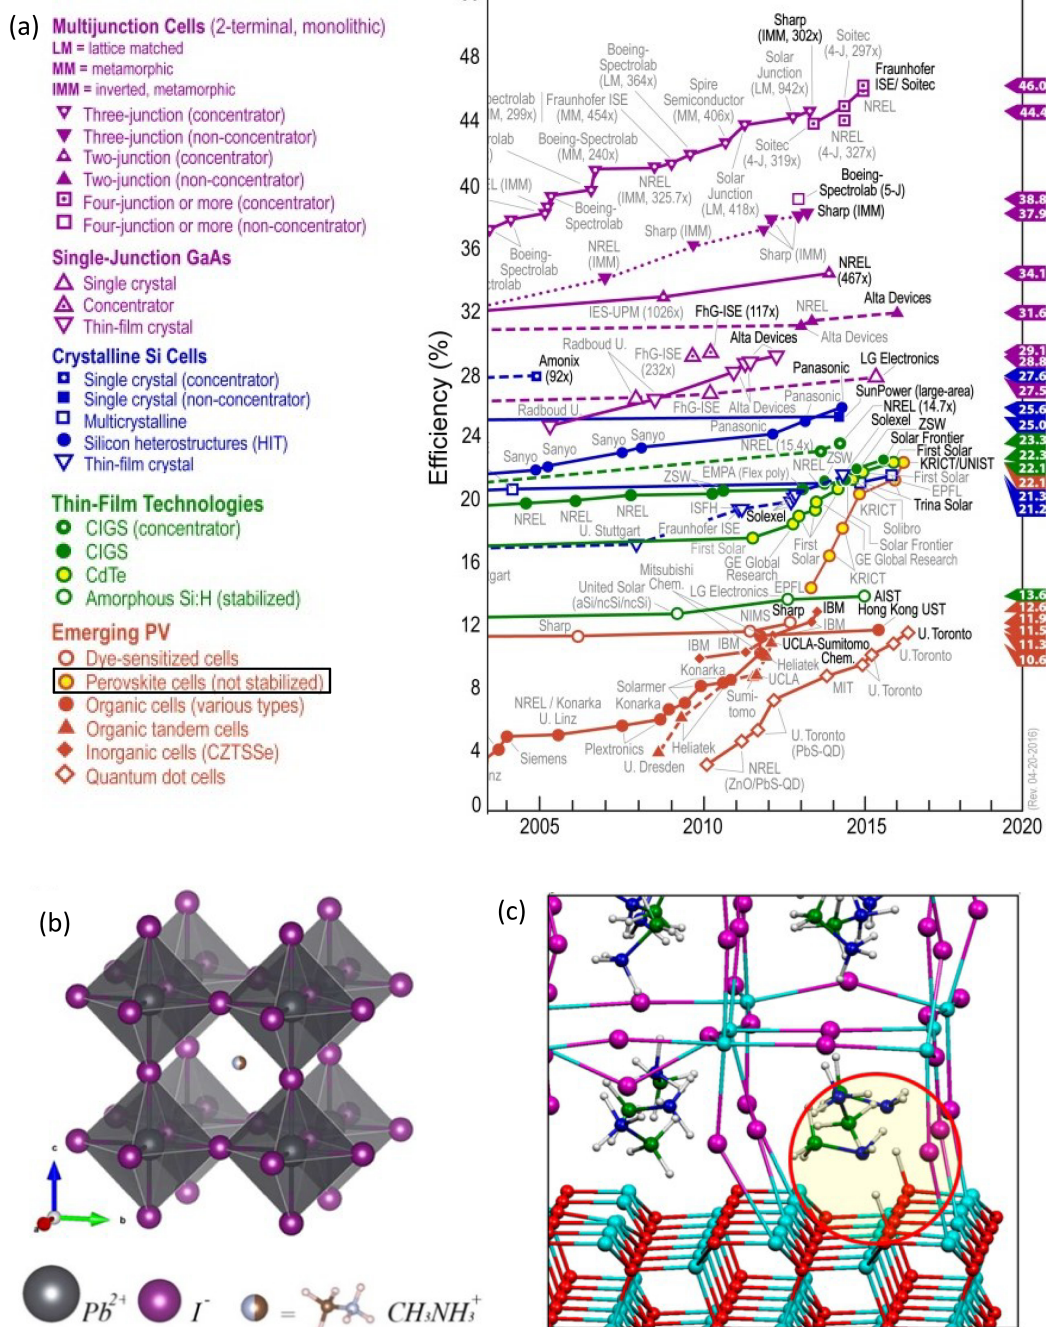 (a)
Multijunction Cells (2-terminal, monolithic)
LM = lattice matched
MM = metamorphic
IMM = inverted, metamorphic
Three-junction (concentrator)
Three-junction (non-concentrator)
Two-junction (concentrator)
Two-junction (non-concentrator)
Four-junction or more (concentrator)
Four-junction or more (non-concentrator)
Single-Junction GaAs
Single crystal
Concentrator
Thin-film crystal
Crystalline Si Cells
Single crystal (concentrator)
Single crystal (non-concentrator)
Multicrystalline
Silicon heterostructures (HIT)
Thin-film crystal
Thin-Film Technologies
CIGS (concentrator)
CIGS
CdTe
Amorphous Si:H (stabilized)
Emerging PV
Dye-sensitized cells
Perovskite cells (not stabilized)
Organic cells (various types)
Organic tandem cells
Inorganic cells (CZTSSe)
Quantum dot cells
Efficiency (%)
48
44
40
36
32
28
24
20
16
12
8
4
0
2005
2010
2015
2020
Sharp
(IMM, 302x)
Soitec
(4-J, 297x)
Boeing-
Spectrolab
(LM, 364x)
Solar
Junction
(LM, 942x)
Fraunhofer
ISE/ Soitec
Spire
Semiconductor
(MM, 406x)
NREL
pectrolab
MM, 299x)
Fraunhofer ISE
(MM, 454x)
Boeing-Spectrolab
(MM, 240x)
rolab
Soitec
(4-J, 319x)
NREL
(4-J, 327x)
EL (IMM)
NREL
(IMM, 325.7x)
Solar
Junction
(LM, 418x)
Boeing-
Spectrolab (5-J)
Boeing-
Spectrolab
Sharp (IMM)
Sharp (IMM)
Sharp (IMM)
Boeing-
Spectrolab
ctrolab
NREL
(IMM)
NREL
(467x)
IES-UPM (1026x)
FhG-ISE (117x)
NREL
Alta Devices
Alta Devices
Radboud U.
FhG-ISE
(232x)
Alta Devices
Amonix
(92x)
LG Electronics
Panasonic
Radboud U.
FhG-ISE
Alta Devices
Panasonic
SunPower (large-area)
NREL (14.7x)
Solexel
ZSW
Solar Frontier
First Solar
KRICT/UNIST
First Solar
EPFL
Trina Solar
Panasonic
Sanyo
Sanyo
Sanyo
Sanyo
NREL (15.4x)
ZSW
ZSW
EMPA (Flex poly)
NREL
NREL
NREL
NREL
ISFH
Solexel
U. Stuttgart
Fraunhofer ISE
gart
First Solar
First
Solar
GE Global
Research
KRICT
Solibro
Solar Frontier
GE Global Research
KRICT
Mitsubishi
Chem.
EPFL
United Solar
(aSi/ncSi/ncSi)
LG Electronics
AIST
Sharp
IBM
Hong Kong UST
Sharp
NIMS
IBM
IBM
IBM
UCLA-Sumitomo
Chem.
U. Toronto
U.Toronto
Konarka
Heliatek
UCLA
Solarmer
Konarka
Sumi-
tomo
MIT
U. Toronto
NREL / Konarka
U. Linz
U. Toronto
(PbS-QD)
Plextronics
Heliatek
Siemens
U. Dresden
NREL
(ZnO/PbS-QD)
nz
46.0
44.4
38.8
37.9
34.1
31.6
29.1
28.8
27.6
27.5
25.6
25.0
23.3
22.3
22.1
22.1
21.3
21.2
13.6
12.6
11.9
11.5
11.3
10.6
(Rev. 04-20-2016)
(b)
c
b
a
Pb²⁺
I⁻
=
CH₃NH₃⁺
(c)